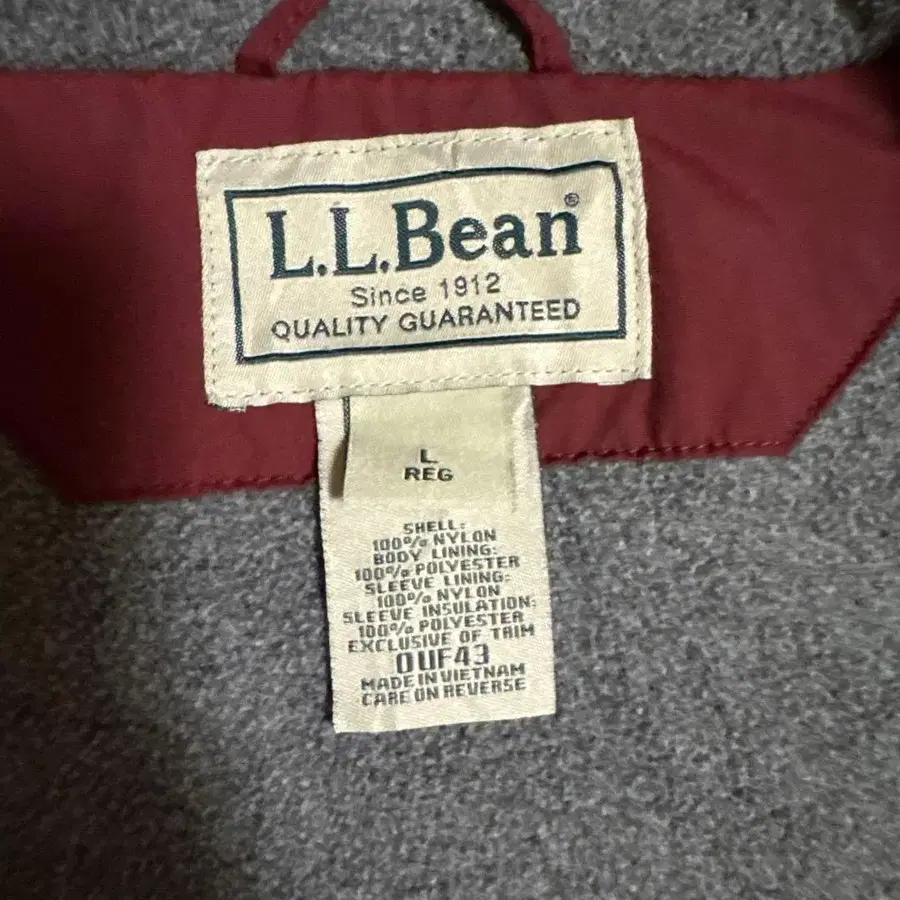 L.L.Bean®
Since 1912
QUALITY GUARANTEED
L
REG
SHELL:
100% NYLON
BODY LINING:
100% POLYESTER
SLEEVE LINING:
100% NYLON
SLEEVE INSULATION:
100% POLYESTER
EXCLUSIVE OF TRIM
0UF43
MADE IN VIETNAM
CARE ON REVERSE